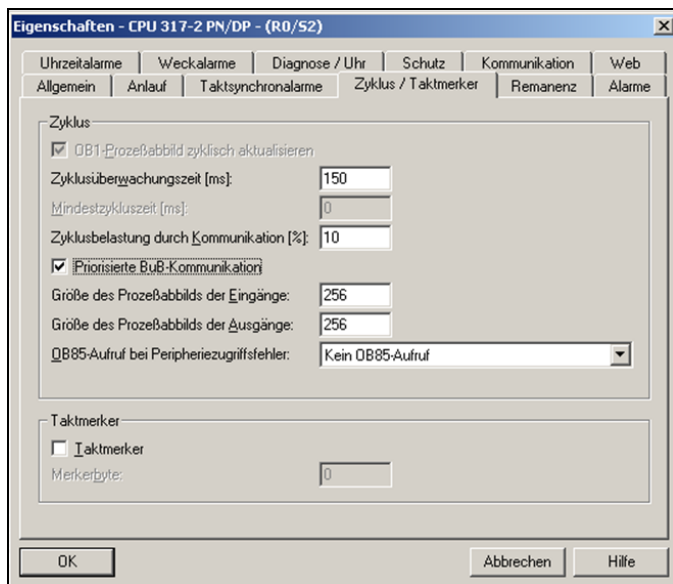 Eigenschaften - CPU 317-2 PN/DP - (R0/S2)
Uhrzeitalarme Weckalarme Diagnose / Uhr Schutz Kommunikation Web
Allgemein Anlauf Taktsynchronalarme Zyklus / Taktmerker Remanenz Alarme
Zyklus
OB1-Prozeßabbild zyklisch aktualisieren
Zyklusüberwachungszeit [ms]: 150
Mindestzykluszeit [ms]: 0
Zyklusbelastung durch Kommunikation [%]: 10
Priorisierte BuB-Kommunikation
Größe des Prozeßabbilds der Eingänge: 256
Größe des Prozeßabbilds der Ausgänge: 256
OB85-Aufruf bei Peripheriezugriffsfehler: Kein OB85-Aufruf
Taktmerker
Taktmerker
Merkerbyte: 0
OK Abbrechen Hilfe